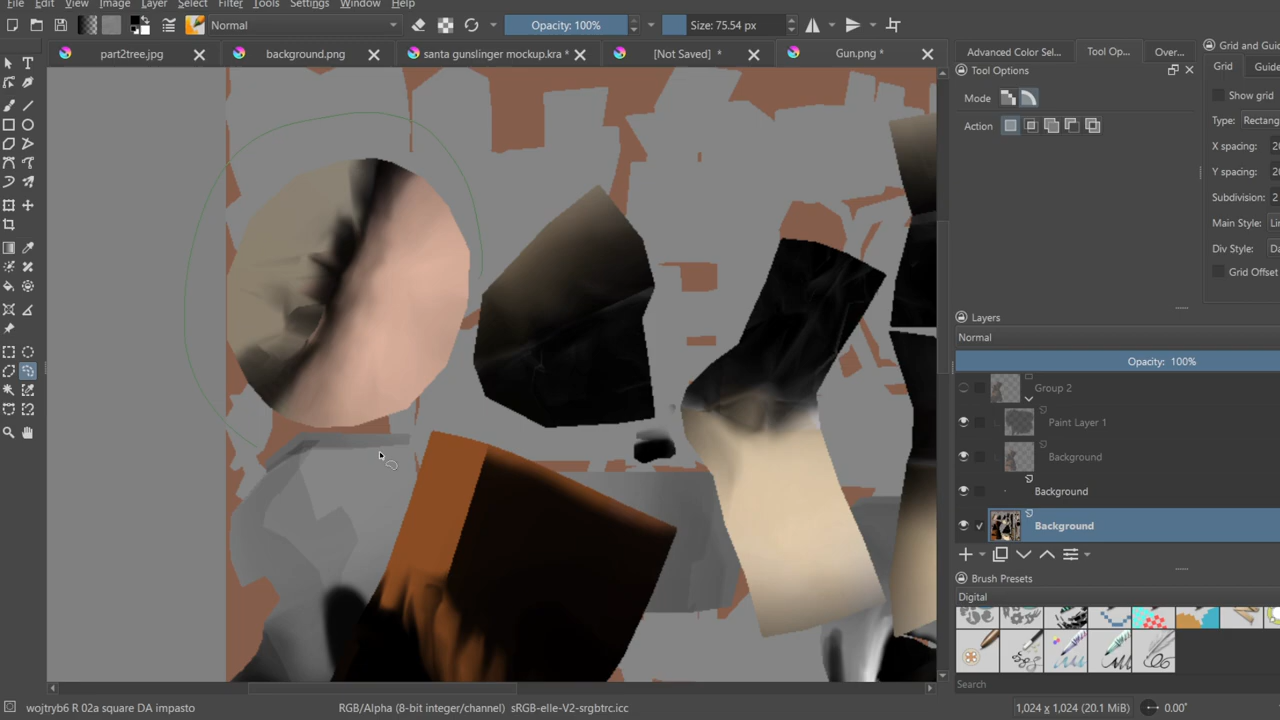 File Edit View Image Layer Select Filter Tools Settings Window Help
Normal Opacity: 100% Size: 75.54 px
part2tree.jpg background.png santa gunslinger mockup.kra * [Not Saved] * Gun.png *
Advanced Color Sel... Tool Op... Over...
Tool Options
Mode
Action
Grid and Guid
Grid Guide
Show grid
Type: Rectang
X spacing: 20
Y spacing: 20
Subdivision: 2
Main Style: Lin
Div Style: Da
Grid Offset
Layers
Normal
Opacity: 100%
Group 2
Paint Layer 1
Background
Background
Background
Brush Presets
Digital
Search
wojtryb6 R 02a square DA impasto RGB/Alpha (8-bit integer/channel) sRGB-elle-V2-srgbtrc.icc 1,024 x 1,024 (20.1 MiB) 0.00°